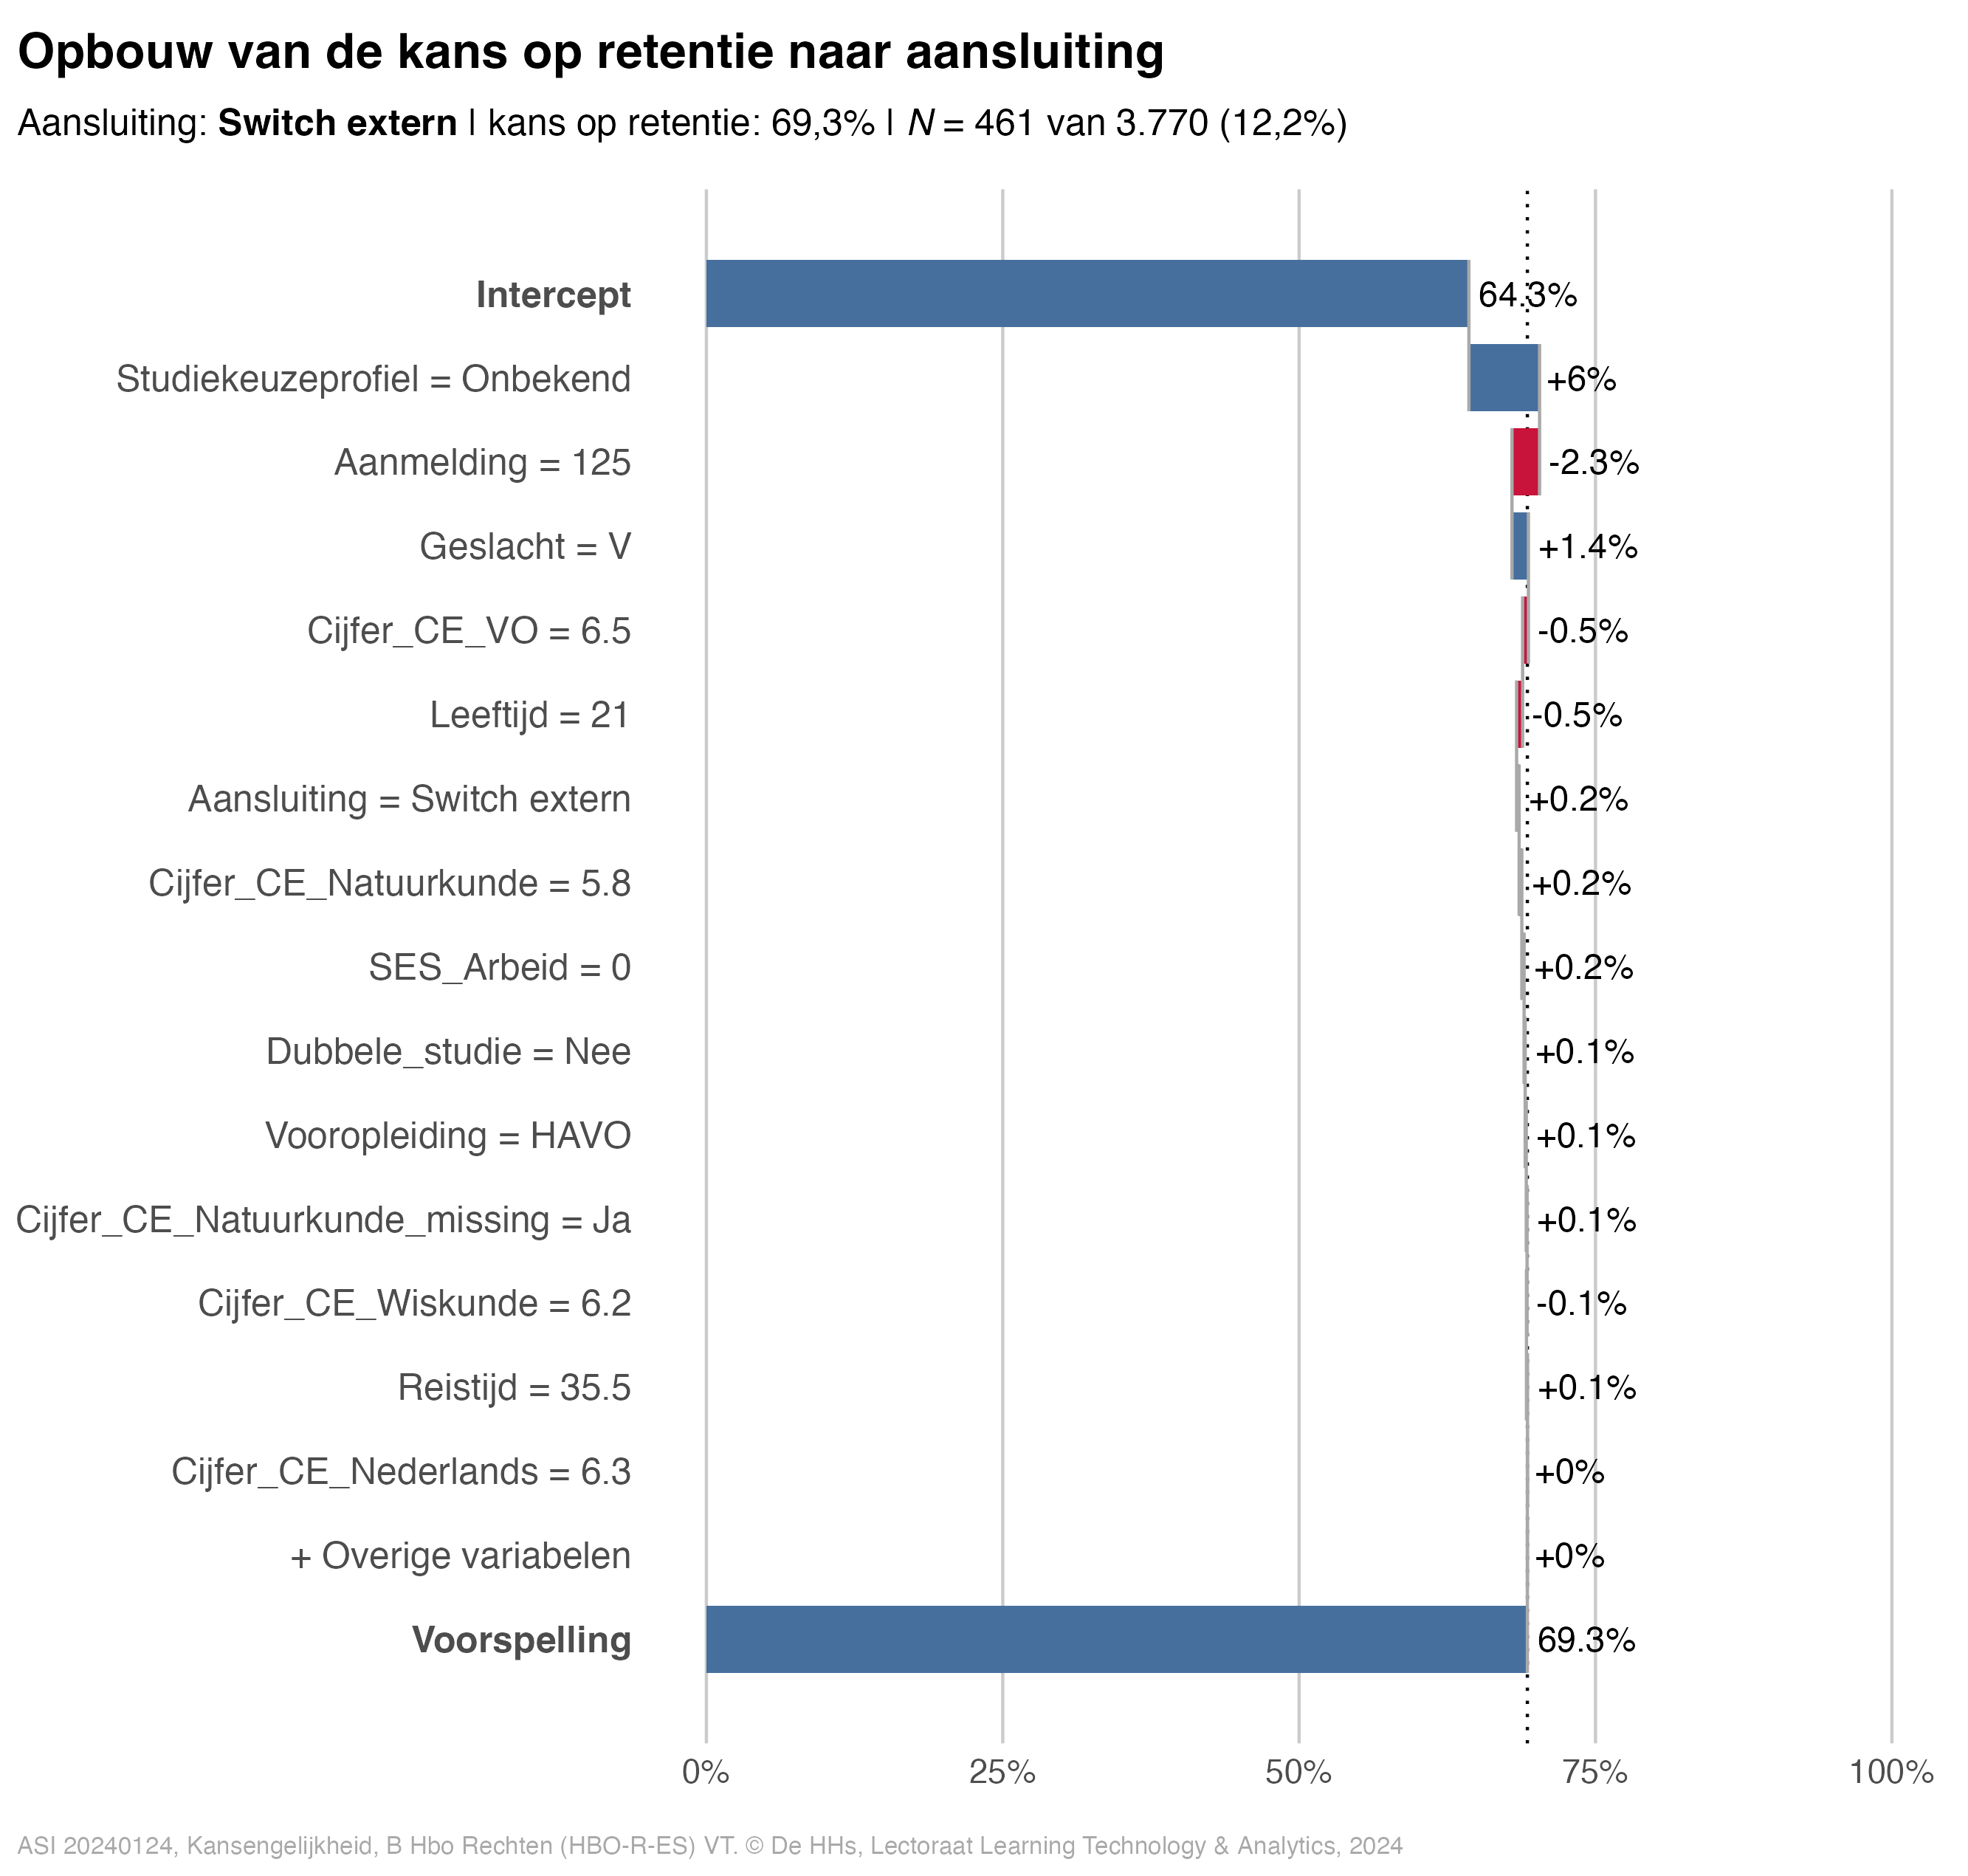 Opbouw van de kans op retentie naar aansluiting
Aansluiting: Switch extern | kans op retentie: 69,3% | N = 461 van 3.770 (12,2%)
Intercept 64.3%
Studiekeuzeprofiel = Onbekend +6%
Aanmelding = 125 -2.3%
Geslacht = V +1.4%
Cijfer_CE_VO = 6.5 -0.5%
Leeftijd = 21 -0.5%
Aansluiting = Switch extern +0.2%
Cijfer_CE_Natuurkunde = 5.8 +0.2%
SES_Arbeid = 0 +0.2%
Dubbele_studie = Nee +0.1%
Vooropleiding = HAVO +0.1%
Cijfer_CE_Natuurkunde_missing = Ja +0.1%
Cijfer_CE_Wiskunde = 6.2 -0.1%
Reistijd = 35.5 +0.1%
Cijfer_CE_Nederlands = 6.3 +0%
+ Overige variabelen +0%
Voorspelling 69.3%
0% 25% 50% 75% 100%
ASI 20240124, Kansengelijkheid, B Hbo Rechten (HBO-R-ES) VT. © De HHs, Lectoraat Learning Technology & Analytics, 2024